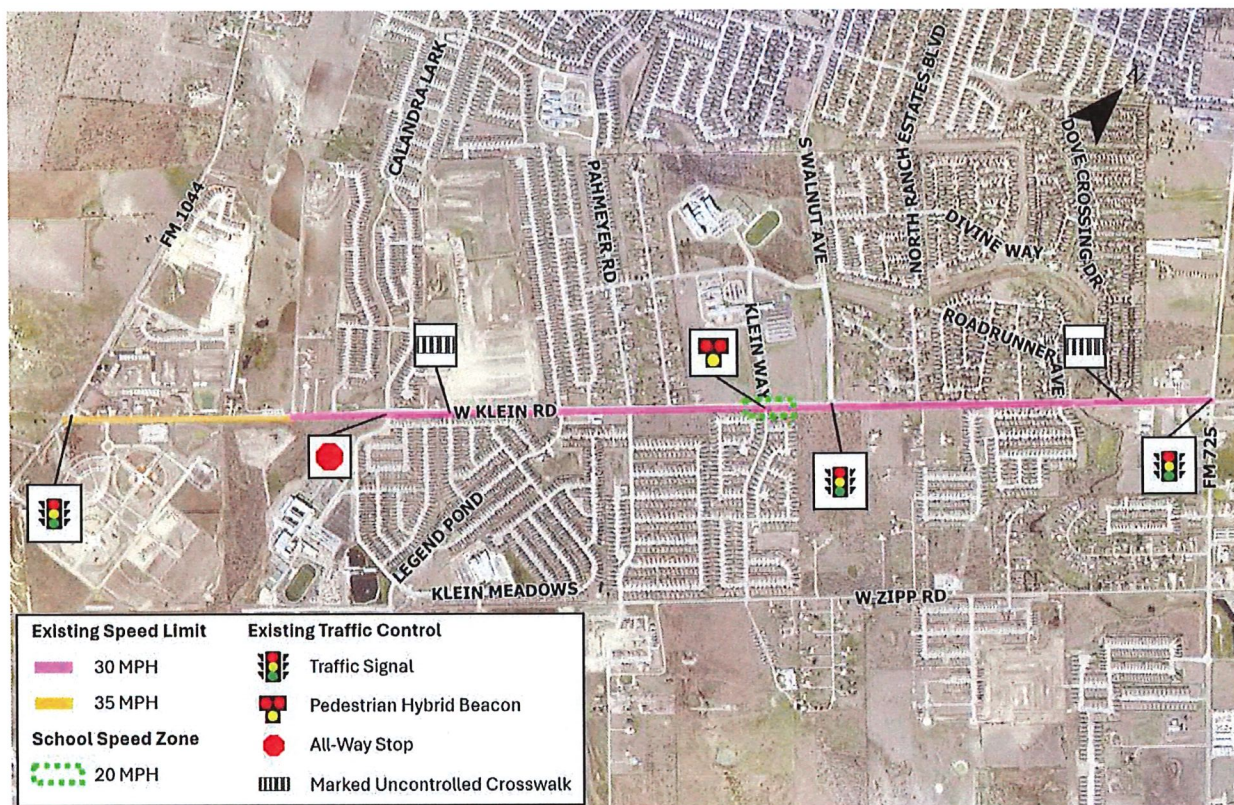 N
CALANDRA LARK
FM 1044
PAHMEYER RD
S WALNUT AVE
NORTH RANCH ESTATES BLVD
DIVINE WAY
DOVE CROSSING DR
KLEIN WAY
ROADRUNNER AVE
W KLEIN RD
FM-725
LEGEND POND
KLEIN MEADOWS
W ZIPP RD
Existing Speed Limit
30 MPH
35 MPH
School Speed Zone
20 MPH
Existing Traffic Control
Traffic Signal
Pedestrian Hybrid Beacon
All-Way Stop
Marked Uncontrolled Crosswalk